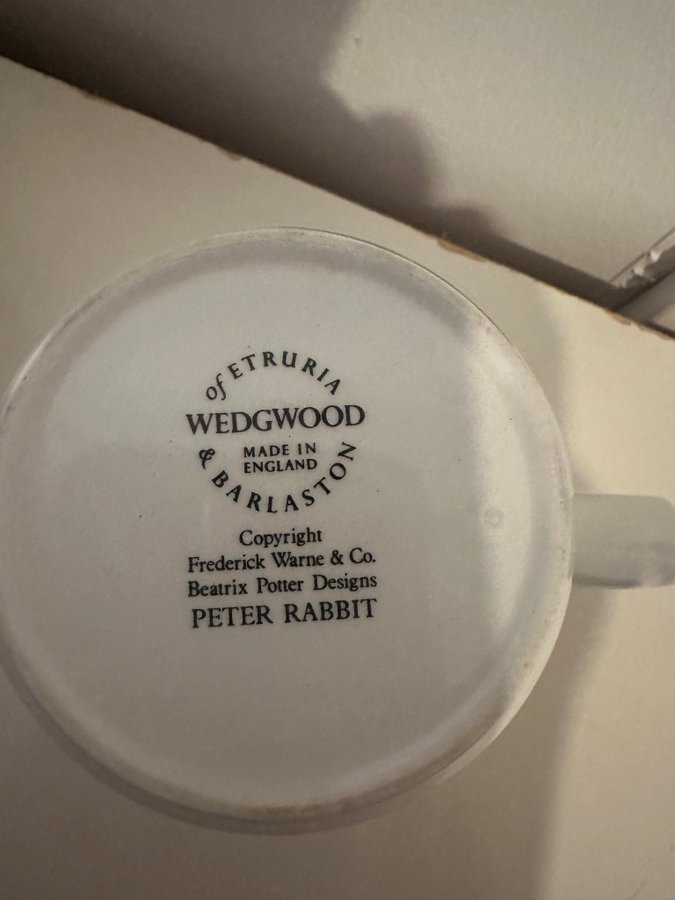 of ETRURIA
WEDGWOOD
MADE IN
ENGLAND
& BARLASTON
Copyright
Frederick Warne & Co.
Beatrix Potter Designs
PETER RABBIT